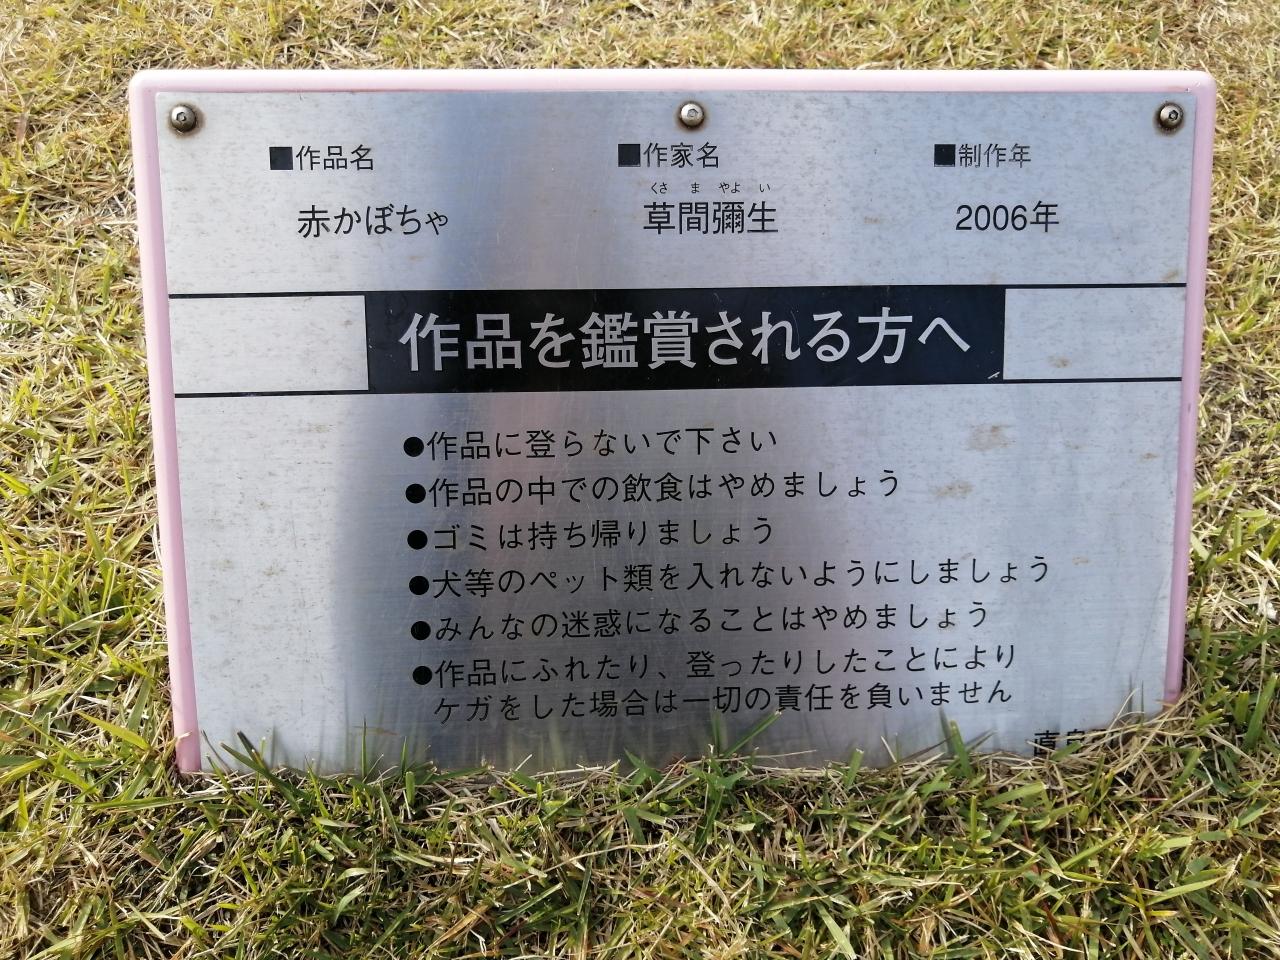 ■作品名 ■作家名 ■制作年
くさ ま やよ い
赤かぼちゃ 草間彌生 2006年
作品を鑑賞される方へ
●作品に登らないで下さい
●作品の中での飲食はやめましょう
●ゴミは持ち帰りましょう
●犬等のペット類を入れないようにしましょう
●みんなの迷惑になることはやめましょう
●作品にふれたり、登ったりしたことにより
ケガをした場合は一切の責任を負いません